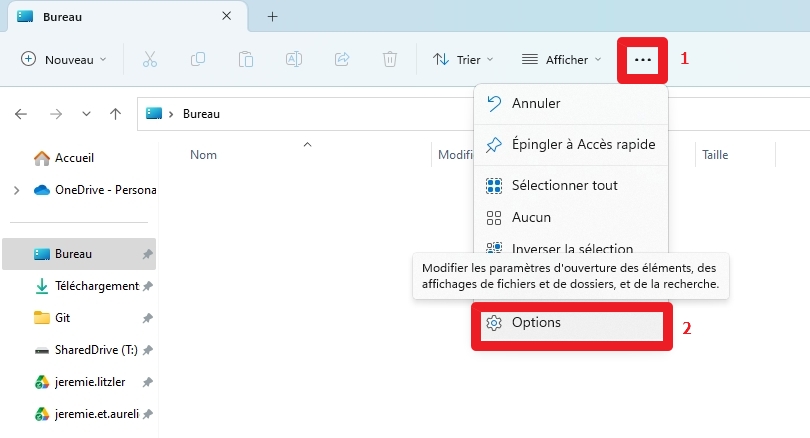 Bureau
Nouveau
Trier
Afficher
1
Bureau
Annuler
Épingler à Accès rapide
Sélectionner tout
Aucun
Inverser la sélection
Modifier les paramètres d'ouverture des éléments, des
affichages de fichiers et de dossiers, et de la recherche.
Options
2
Accueil
OneDrive - Persona
Bureau
Téléchargement
Git
SharedDrive (T:)
jeremie.litzler
jeremie.et.aureli
Nom
Modifi
Taille